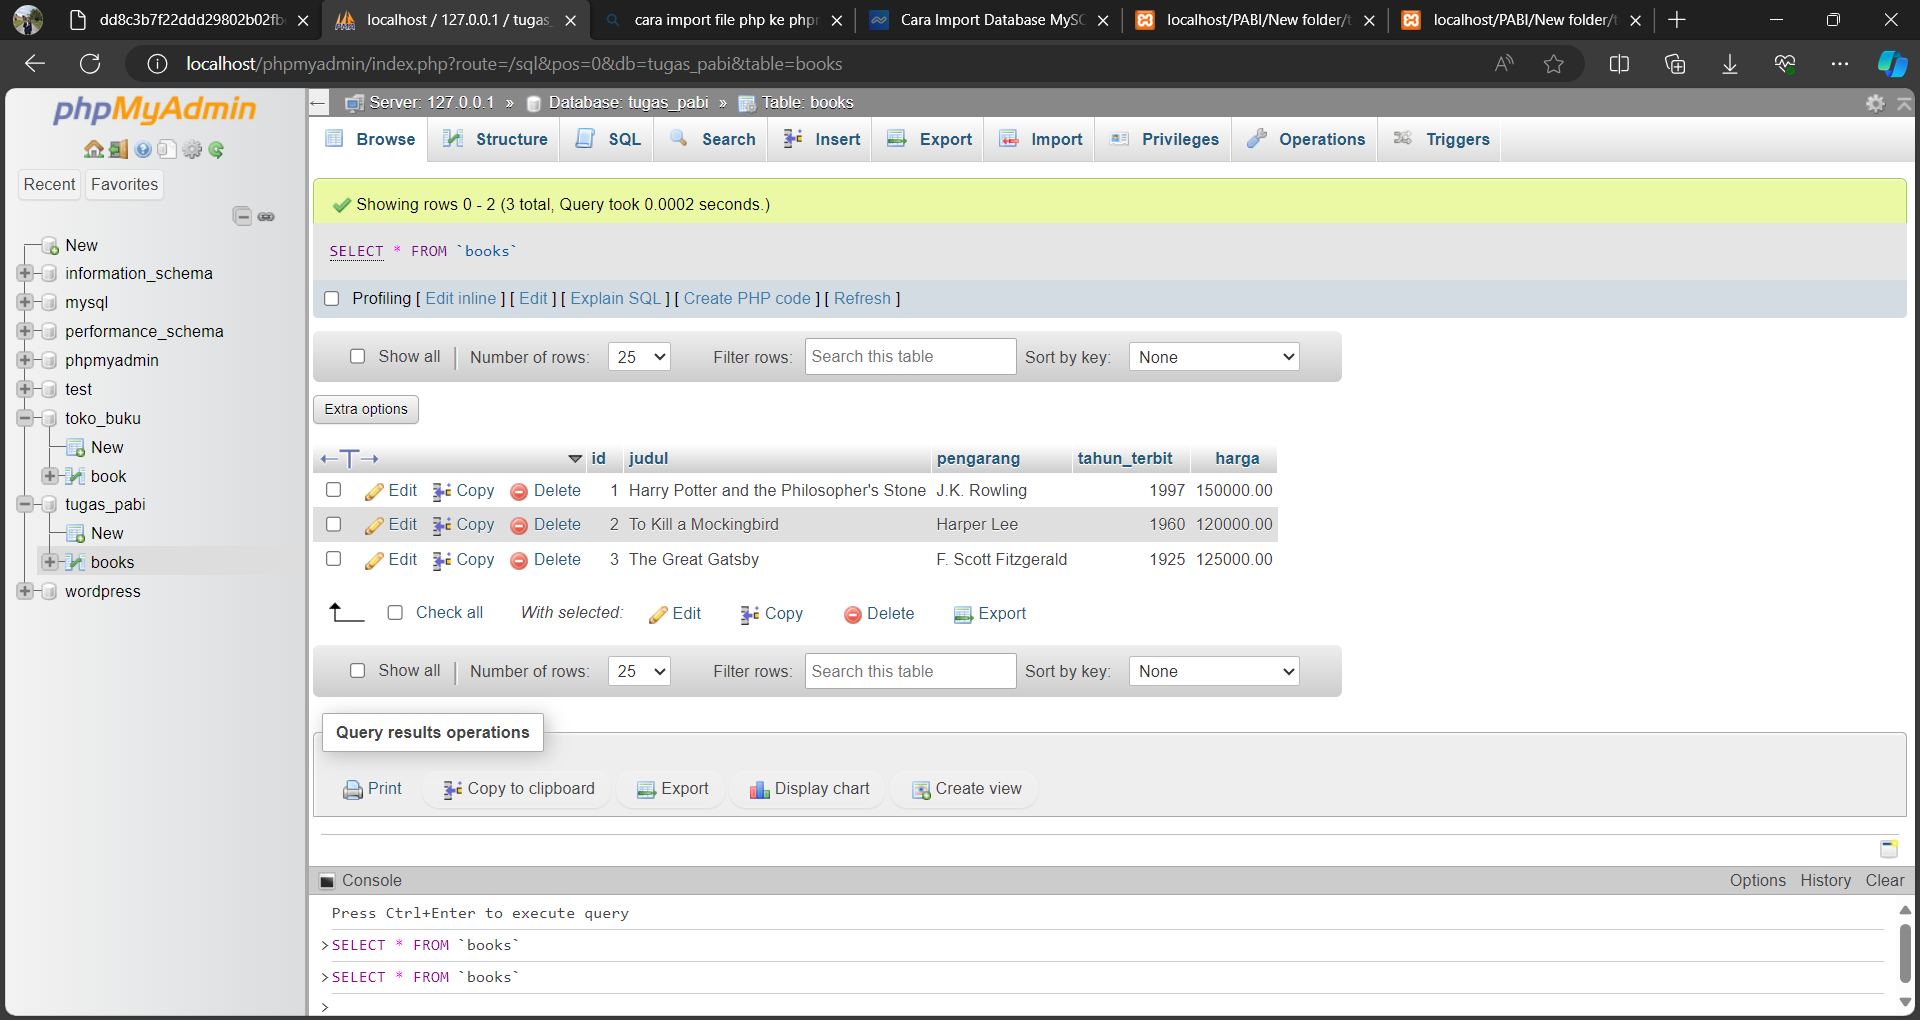 dd8c3b7f22ddd29802b02fb
localhost / 127.0.0.1 / tugas_
cara import file php ke phpm
Cara Import Database MySQ
localhost/PABI/New folder/t
localhost/PABI/New folder/t
localhost/phpmyadmin/index.php?route=/sql&pos=0&db=tugas_pabi&table=books
phpMyAdmin
Recent Favorites
New
information_schema
mysql
performance_schema
phpmyadmin
test
toko_buku
New
book
tugas_pabi
New
books
wordpress
Server: 127.0.0.1 » Database: tugas_pabi » Table: books
Browse Structure SQL Search Insert Export Import Privileges Operations Triggers
Showing rows 0 - 2 (3 total, Query took 0.0002 seconds.)
SELECT * FROM `books`
Profiling [ Edit inline ] [ Edit ] [ Explain SQL ] [ Create PHP code ] [ Refresh ]
Show all | Number of rows: 25 Filter rows: Search this table Sort by key: None
Extra options
←T→ id judul pengarang tahun_terbit harga
Edit Copy Delete 1 Harry Potter and the Philosopher's Stone J.K. Rowling 1997 150000.00
Edit Copy Delete 2 To Kill a Mockingbird Harper Lee 1960 120000.00
Edit Copy Delete 3 The Great Gatsby F. Scott Fitzgerald 1925 125000.00
Check all With selected: Edit Copy Delete Export
Show all | Number of rows: 25 Filter rows: Search this table Sort by key: None
Query results operations
Print Copy to clipboard Export Display chart Create view
Console Options History Clear
Press Ctrl+Enter to execute query
>SELECT * FROM `books`
>SELECT * FROM `books`
>